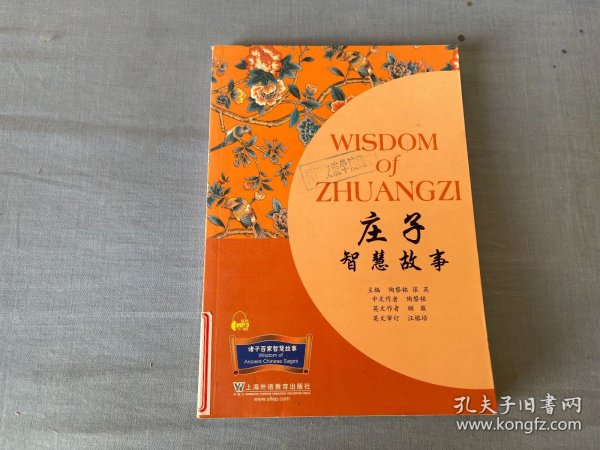 WISDOM
of
ZHUANGZI
庄子
智慧故事
主编 陶黎铭 张英
中文作者 陶黎铭
英文作者 顾薇
英文审订 汪榕培
MP3
诸子百家智慧故事
Wisdom of
Ancient Chinese Sages
上海外语教育出版社
www.sflep.com
孔夫子旧书网
www.kongfz.com